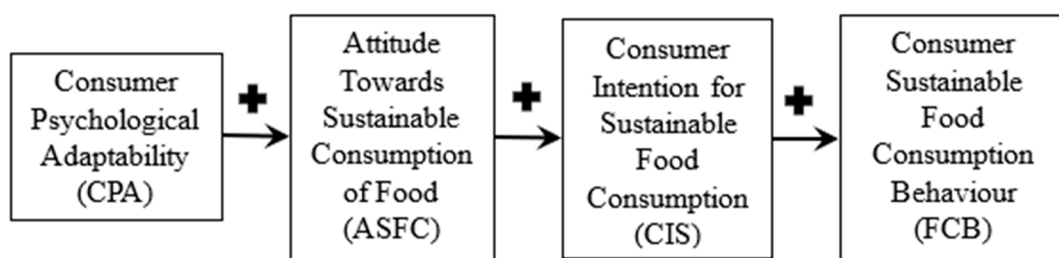 Consumer
Psychological
Adaptability
(CPA)
Attitude
Towards
Sustainable
Consumption
of Food
(ASFC)
Consumer
Intention for
Sustainable
Food
Consumption
(CIS)
Consumer
Sustainable
Food
Consumption
Behaviour
(FCB)